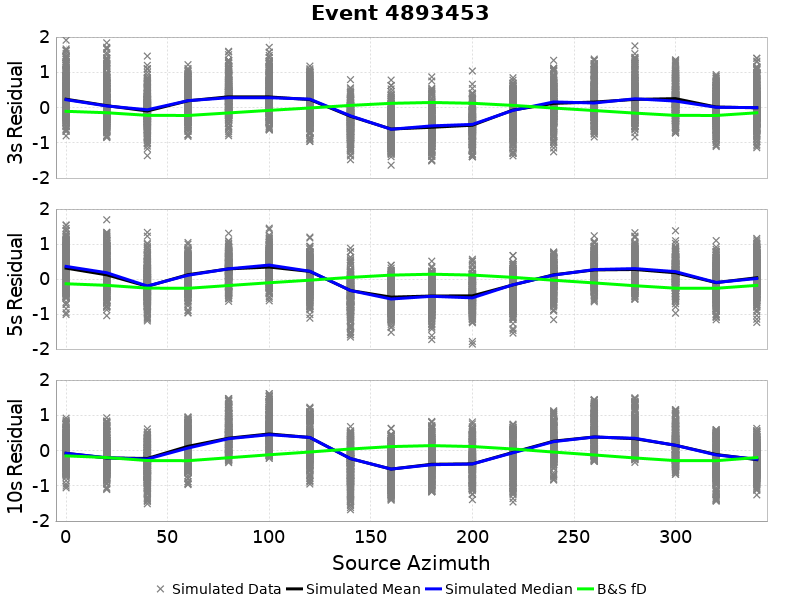 Event 4893453
3s Residual
2
1
0
-1
-2
5s Residual
2
1
0
-1
-2
10s Residual
2
1
0
-1
-2
0 50 100 150 200 250 300
Source Azimuth
Simulated Data Simulated Mean Simulated Median B&S fD